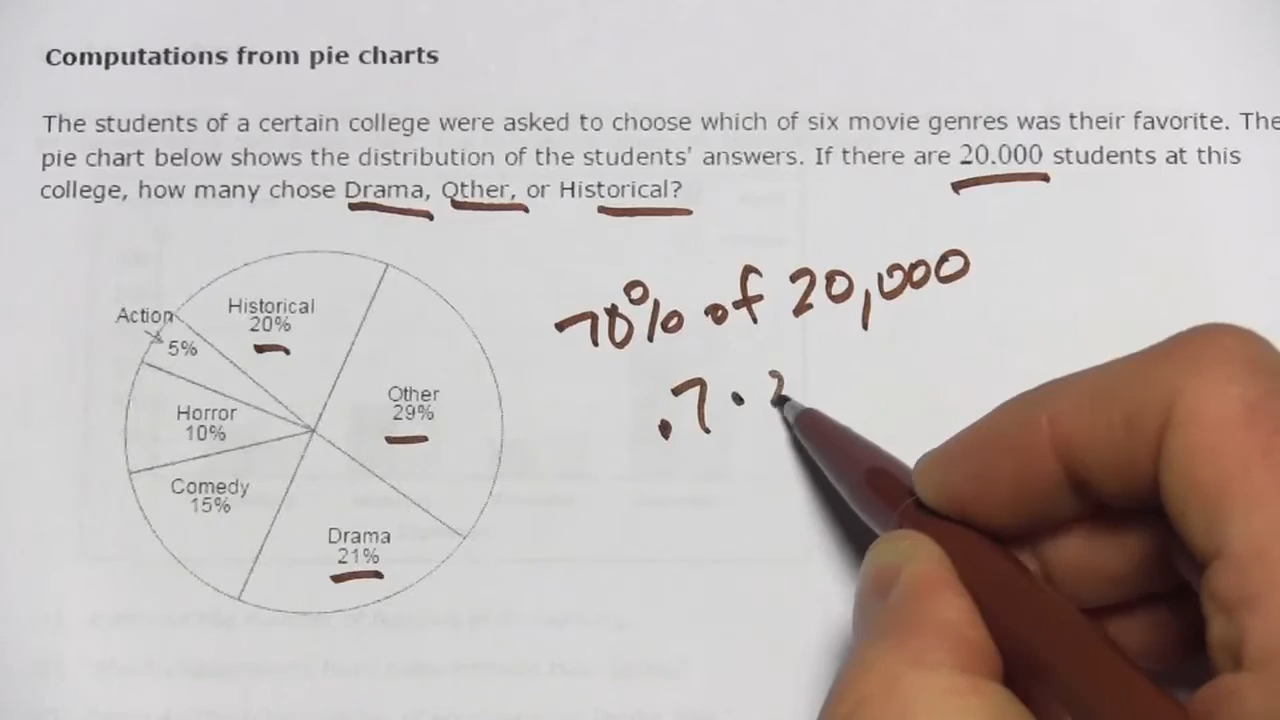 Computations from pie charts
The students of a certain college were asked to choose which of six movie genres was their favorite. The
pie chart below shows the distribution of the students' answers. If there are 20.000 students at this
college, how many chose Drama, Other, or Historical?
Action
5%
Historical
20%
Other
29%
Horror
10%
Comedy
15%
Drama
21%
70% of 20,000
.7 · 2